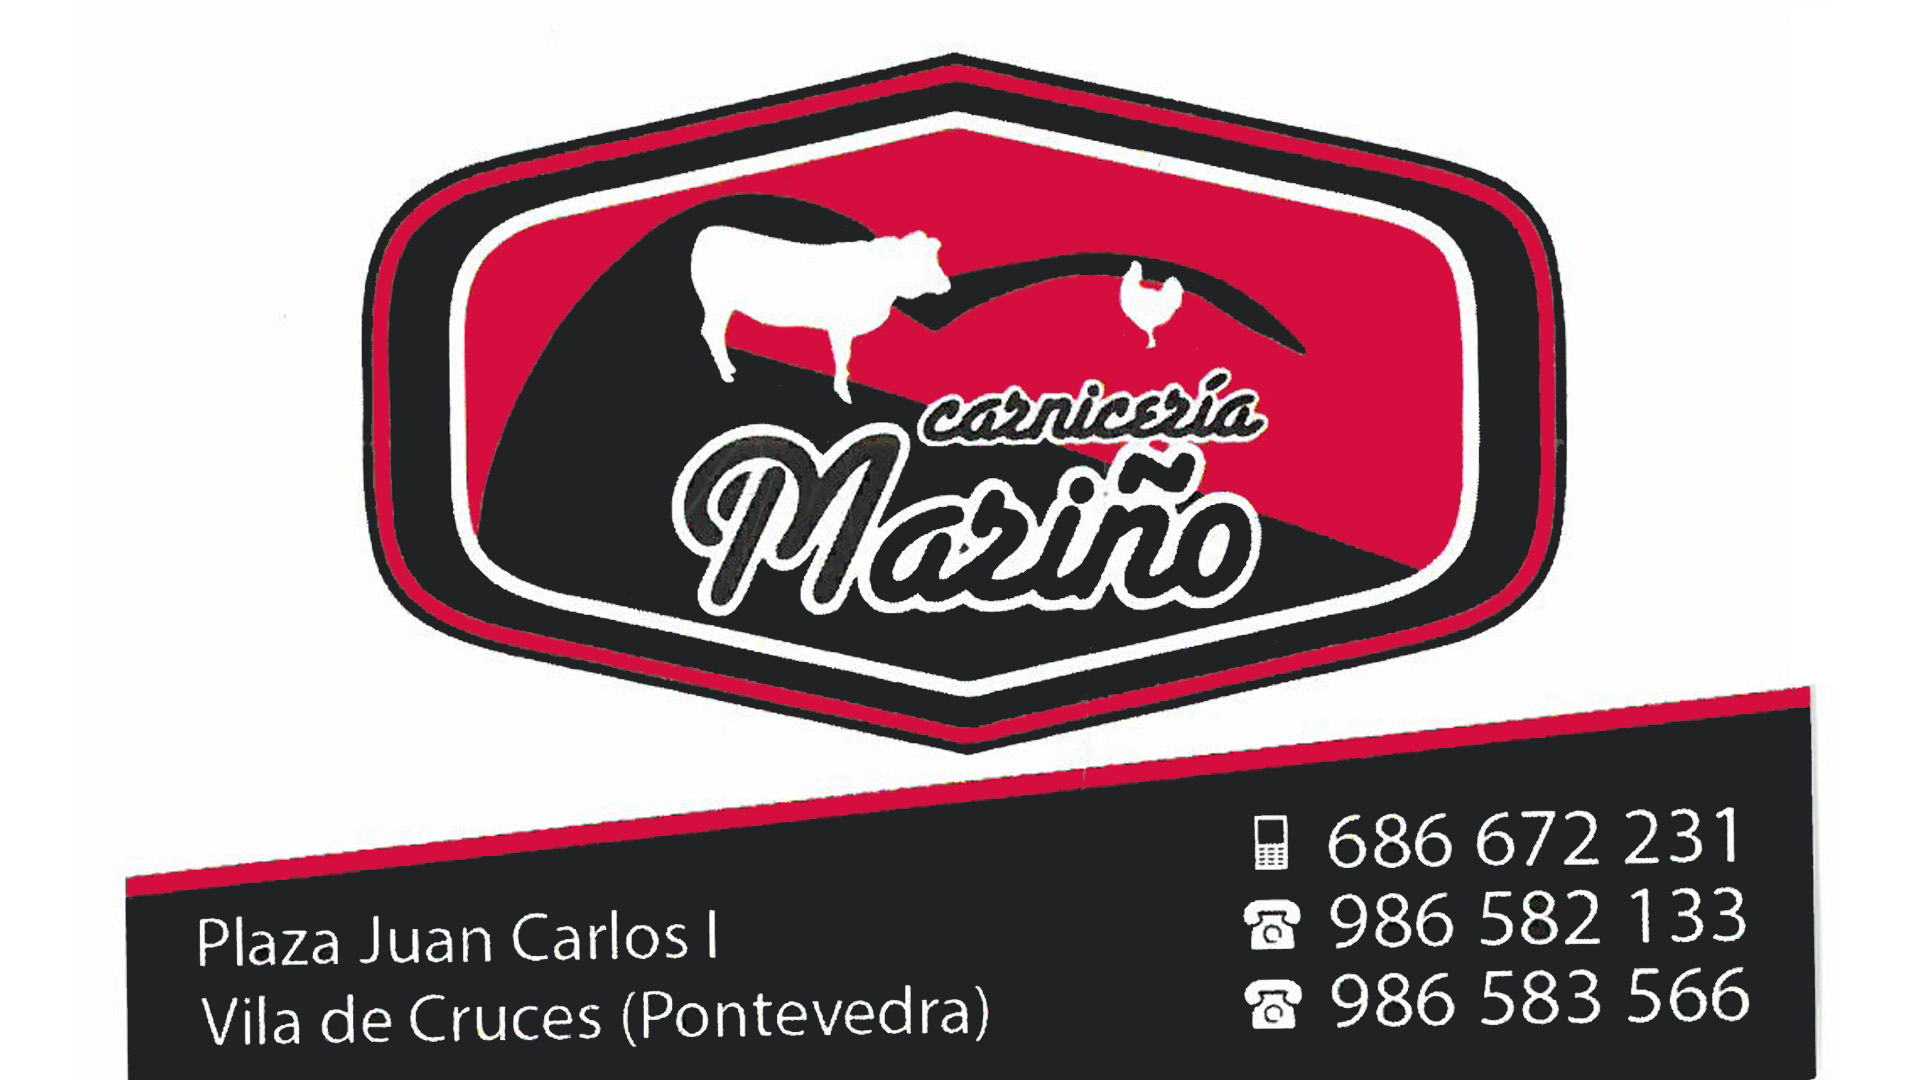 carnicería
Mariño
686 672 231
986 582 133
986 583 566
Plaza Juan Carlos I
Vila de Cruces (Pontevedra)